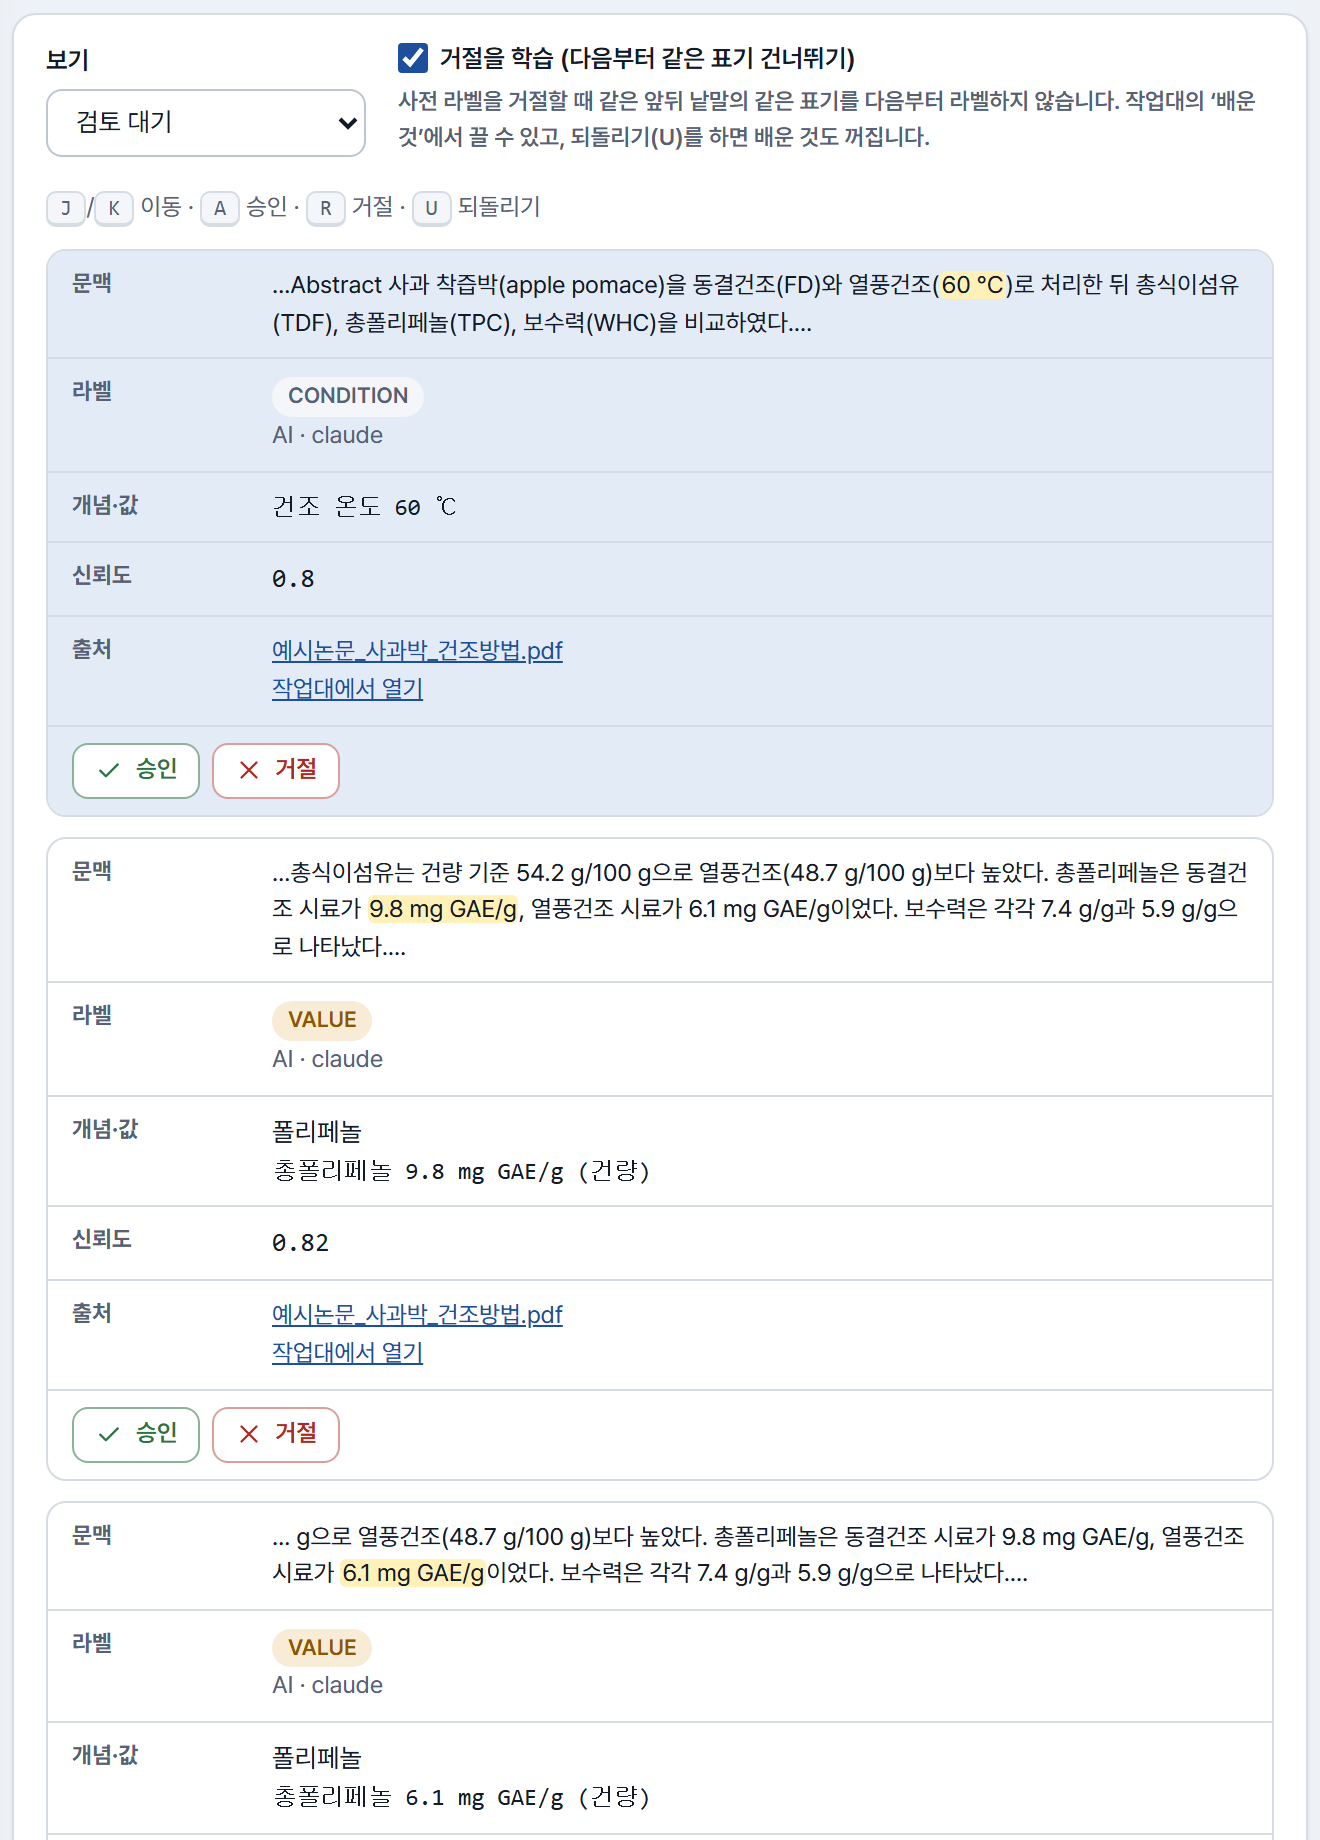 보기
검토 대기
거절을 학습 (다음부터 같은 표기 건너뛰기)
사전 라벨을 거절할 때 같은 앞뒤 낱말의 같은 표기를 다음부터 라벨하지 않습니다. 작업대의 ‘배운
것’에서 끌 수 있고, 되돌리기(U)를 하면 배운 것도 꺼집니다.
J/K 이동 · A 승인 · R 거절 · U 되돌리기
문맥
...Abstract 사과 착즙박(apple pomace)을 동결건조(FD)와 열풍건조(60 °C)로 처리한 뒤 총식이섬유
(TDF), 총폴리페놀(TPC), 보수력(WHC)을 비교하였다....
라벨
CONDITION
AI · claude
개념·값
건조 온도 60 ℃
신뢰도
0.8
출처
예시논문_사과박_건조방법.pdf
작업대에서 열기
승인
거절
문맥
...총식이섬유는 건량 기준 54.2 g/100 g으로 열풍건조(48.7 g/100 g)보다 높았다. 총폴리페놀은 동결건
조 시료가 9.8 mg GAE/g, 열풍건조 시료가 6.1 mg GAE/g이었다. 보수력은 각각 7.4 g/g과 5.9 g/g으
로 나타났다....
라벨
VALUE
AI · claude
개념·값
폴리페놀
총폴리페놀 9.8 mg GAE/g (건량)
신뢰도
0.82
출처
예시논문_사과박_건조방법.pdf
작업대에서 열기
승인
거절
문맥
... g으로 열풍건조(48.7 g/100 g)보다 높았다. 총폴리페놀은 동결건조 시료가 9.8 mg GAE/g, 열풍건조
시료가 6.1 mg GAE/g이었다. 보수력은 각각 7.4 g/g과 5.9 g/g으로 나타났다....
라벨
VALUE
AI · claude
개념·값
폴리페놀
총폴리페놀 6.1 mg GAE/g (건량)